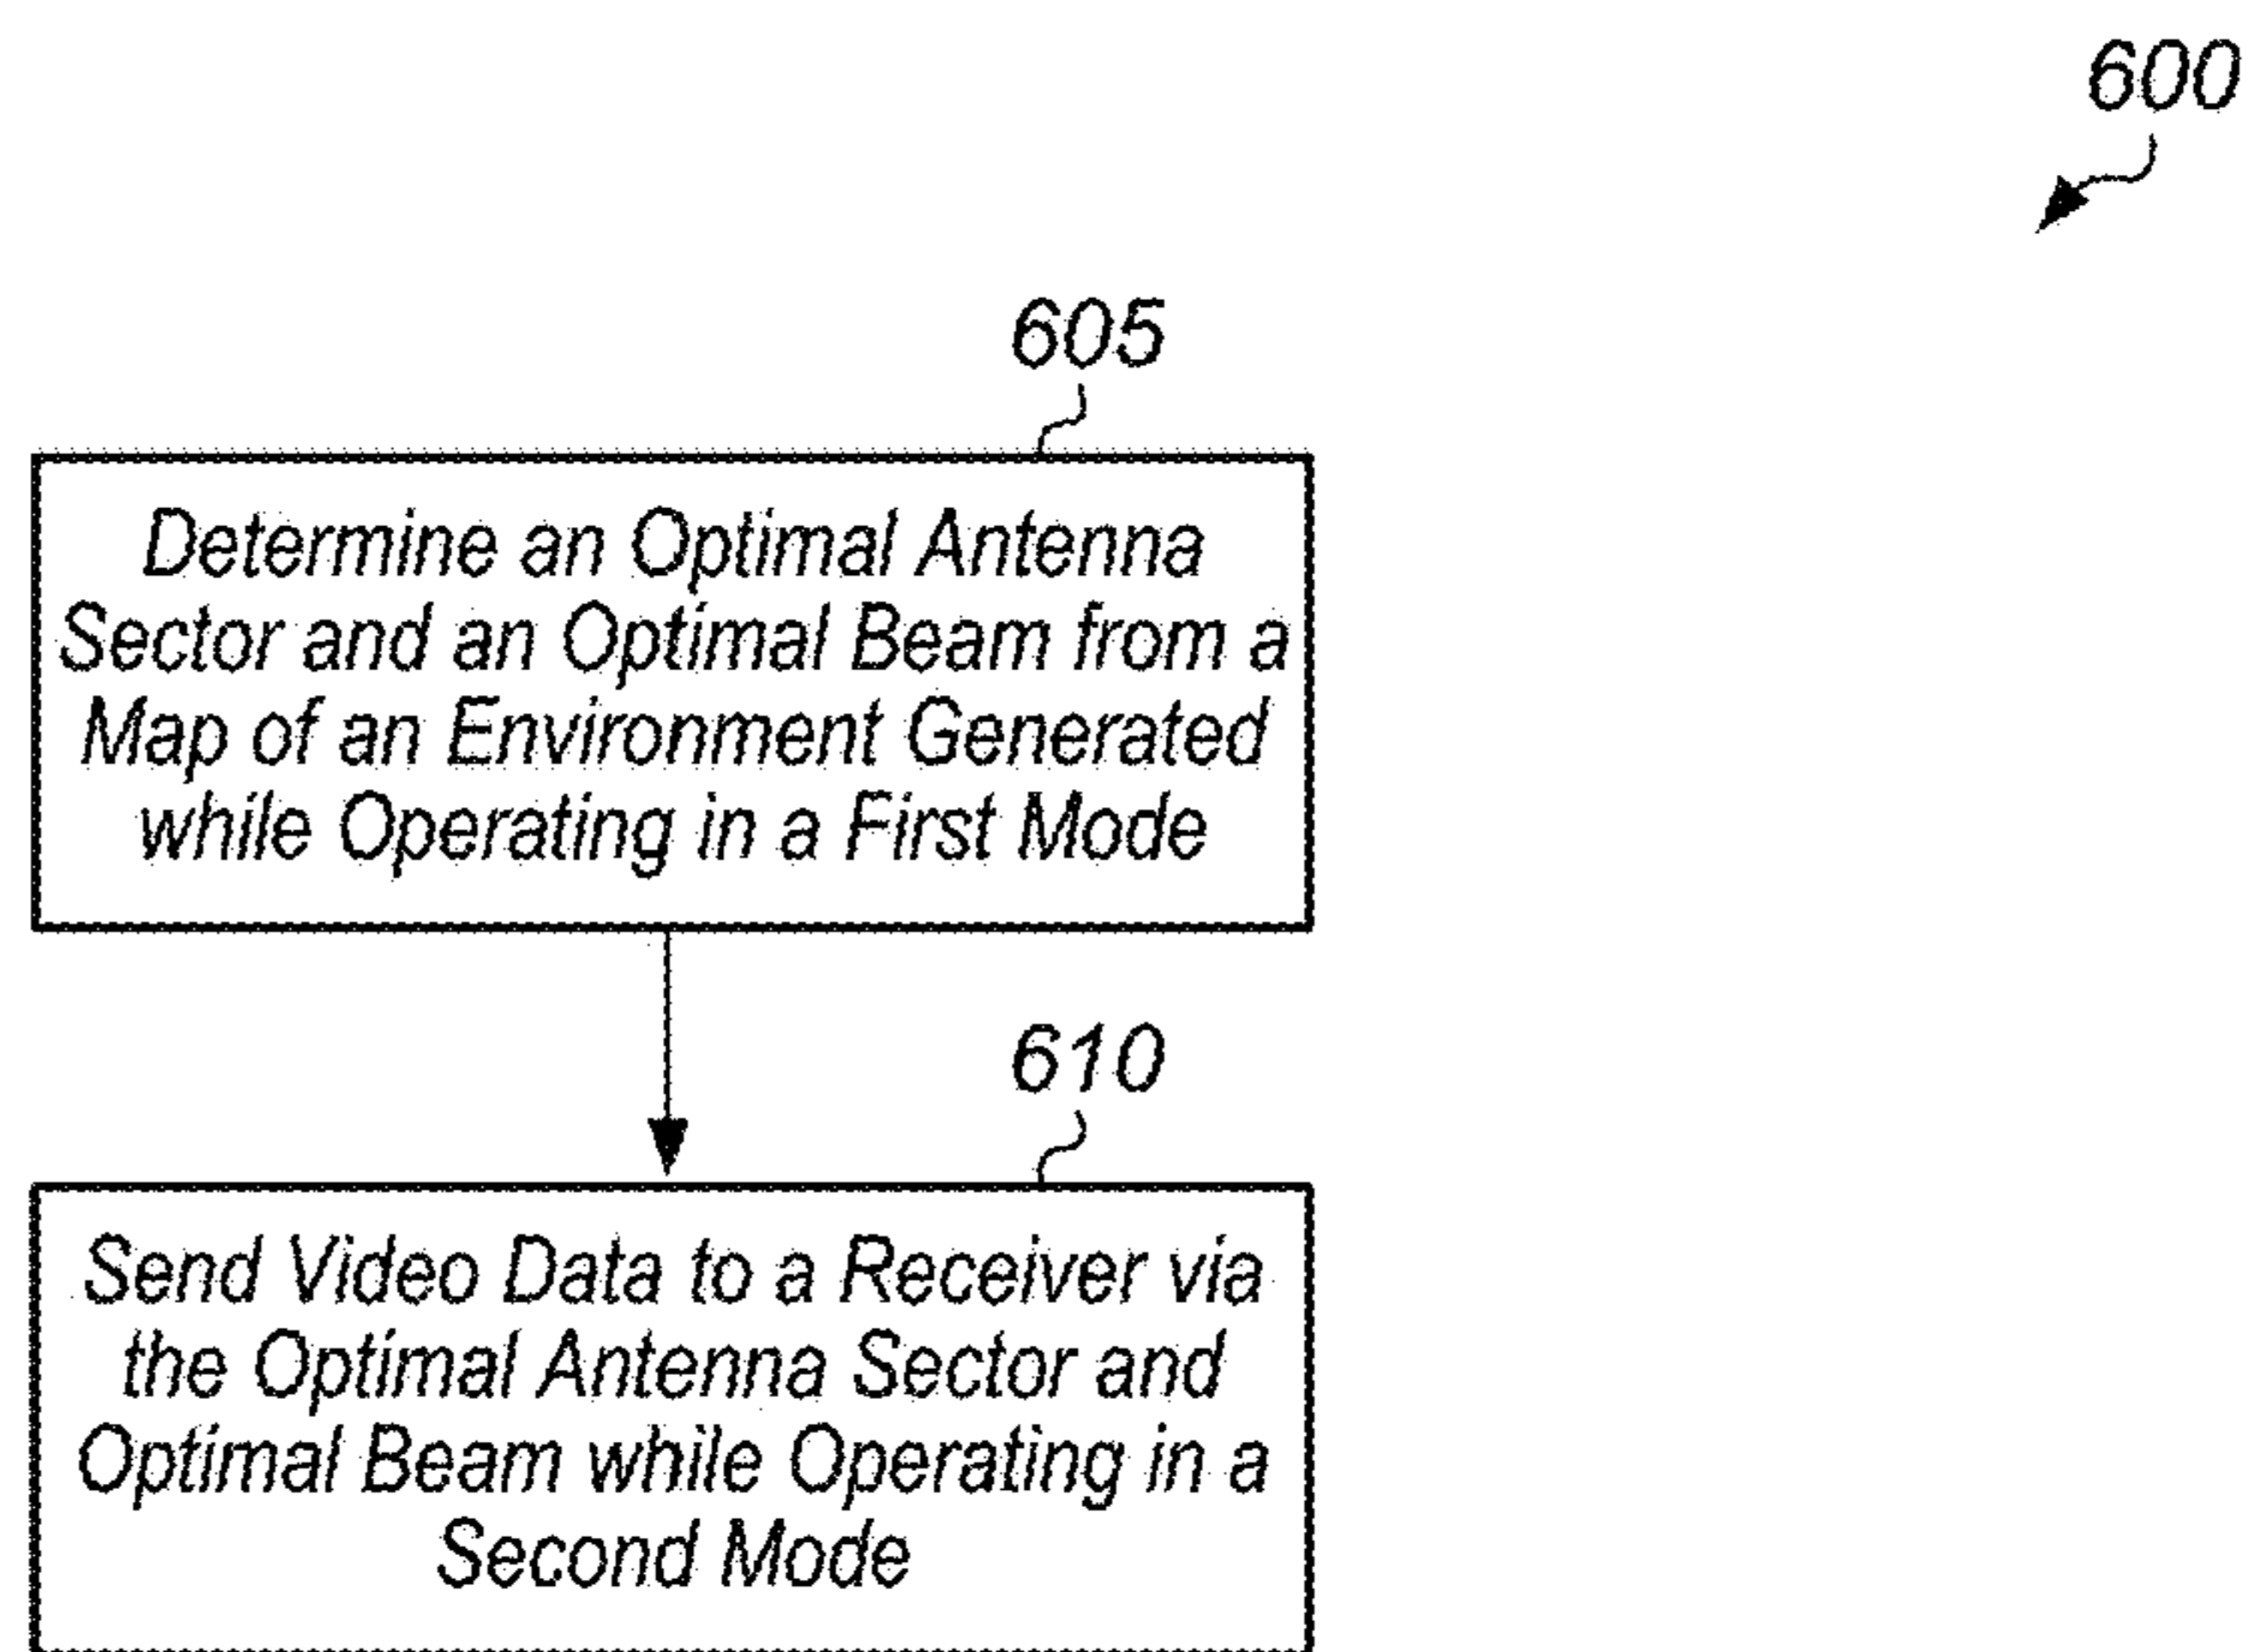 600
605
Determine an Optimal Antenna
Sector and an Optimal Beam from a
Map of an Environment Generated
while Operating in a First Mode
610
Send Video Data to a Receiver via
the Optimal Antenna Sector and
Optimal Beam while Operating in a
Second Mode